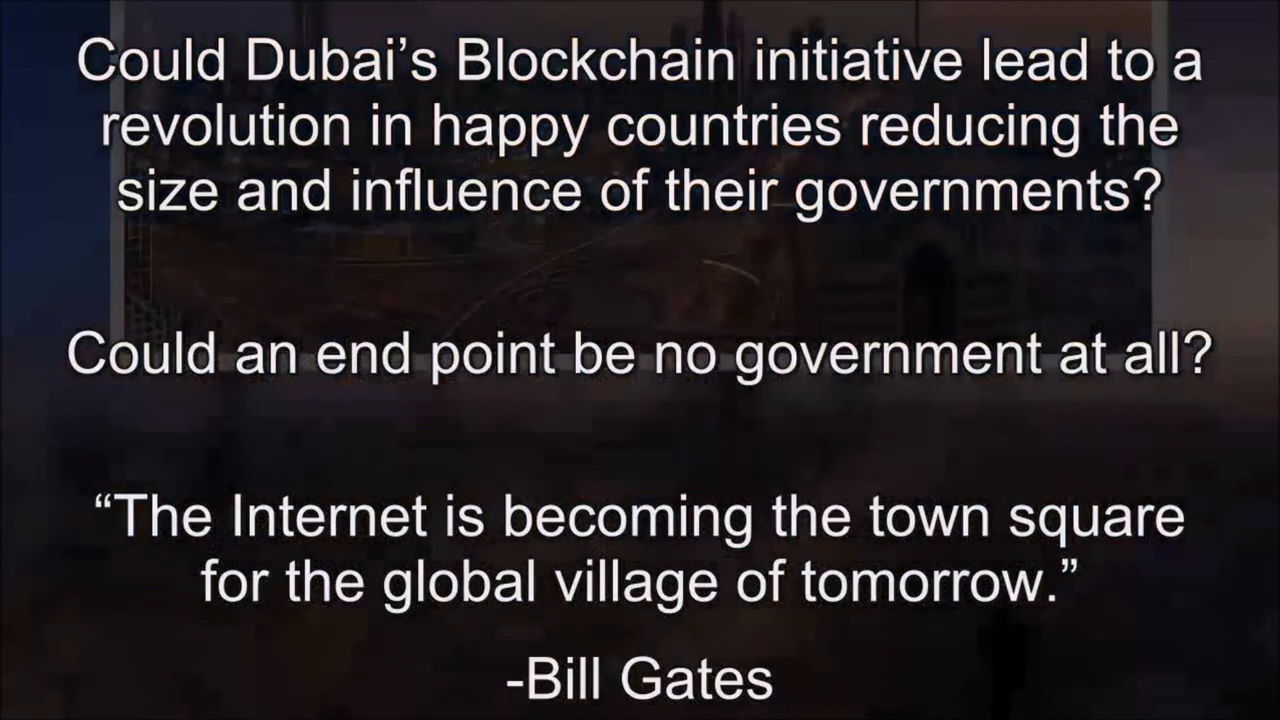 Could Dubai’s Blockchain initiative lead to a
revolution in happy countries reducing the
size and influence of their governments?
Could an end point be no government at all?
“The Internet is becoming the town square
for the global village of tomorrow.”
-Bill Gates